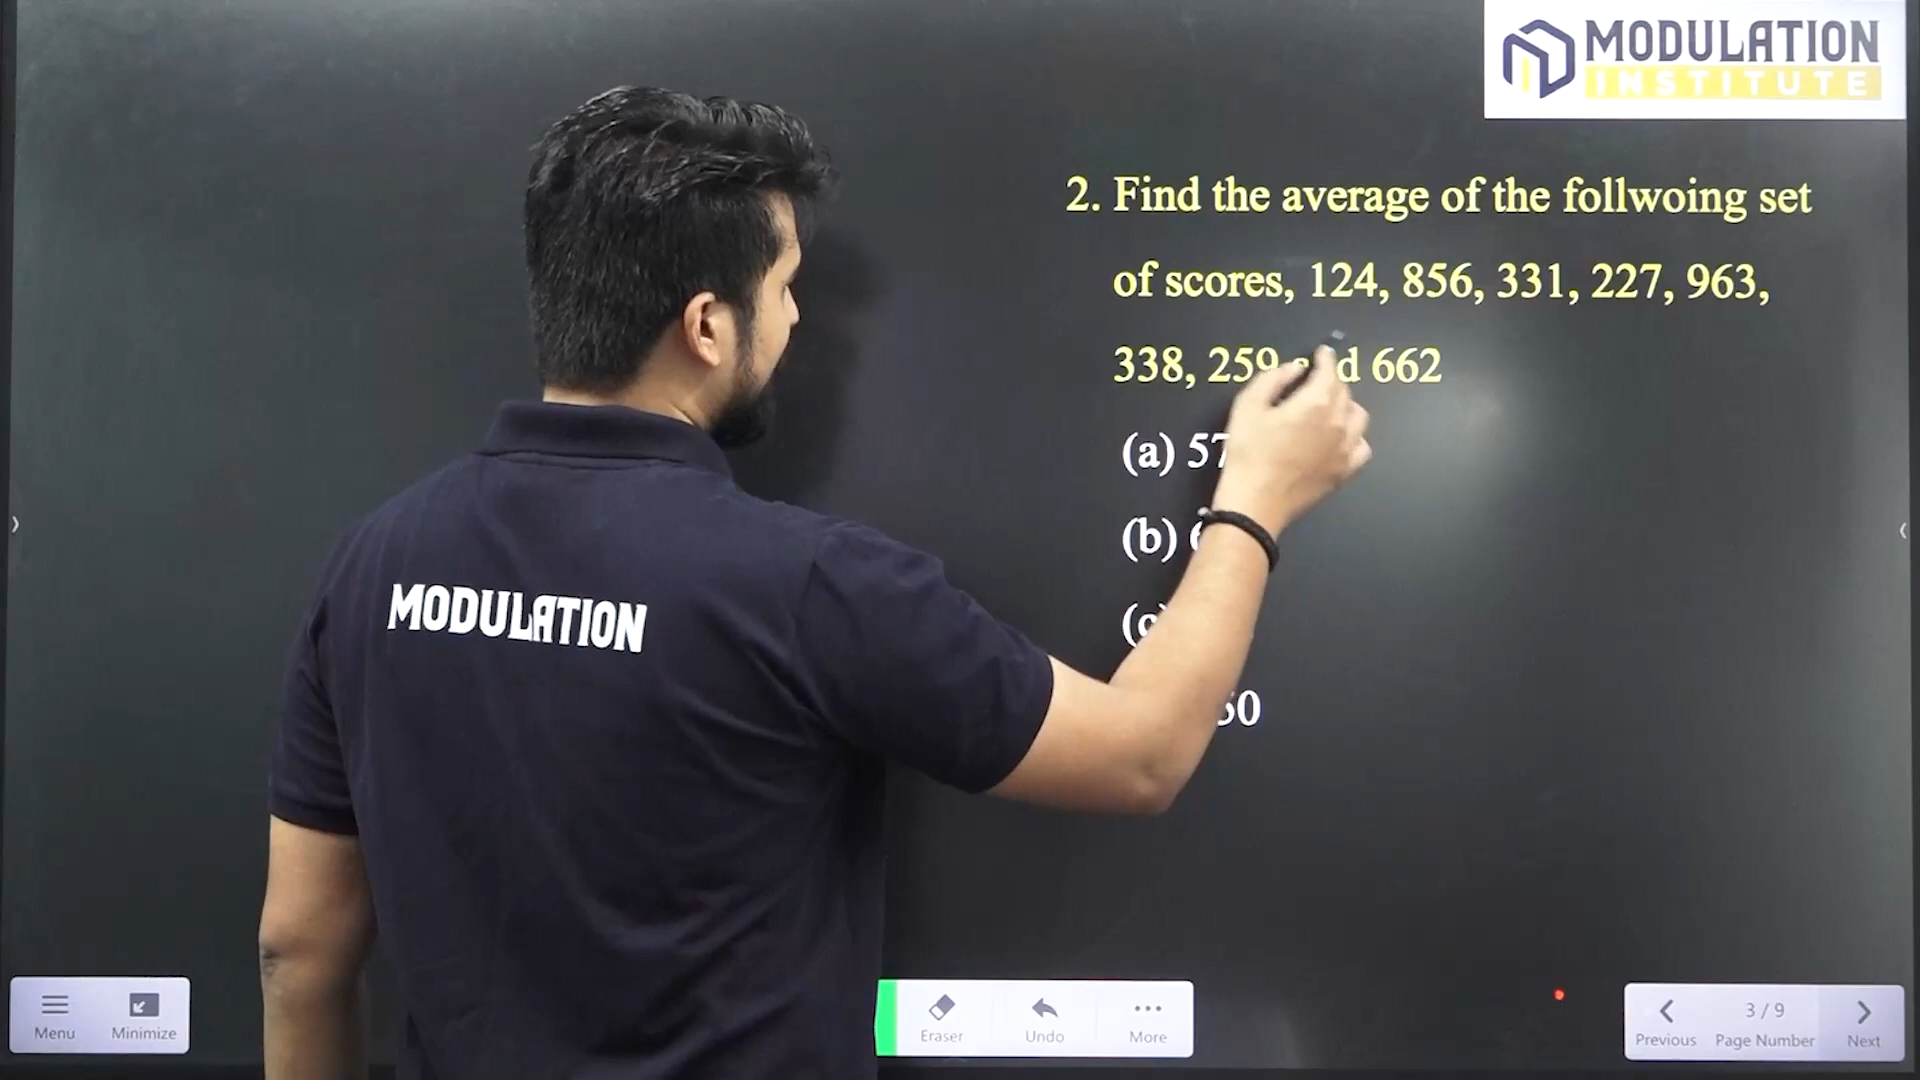 MODULATION
INSTITUTE
2. Find the average of the follwoing set
of scores, 124, 856, 331, 227, 963,
338, 259 and 662
(a)
(b)
MODULATION
Menu
Minimize
Eraser
Undo
More
3 / 9
Previous
Page Number
Next